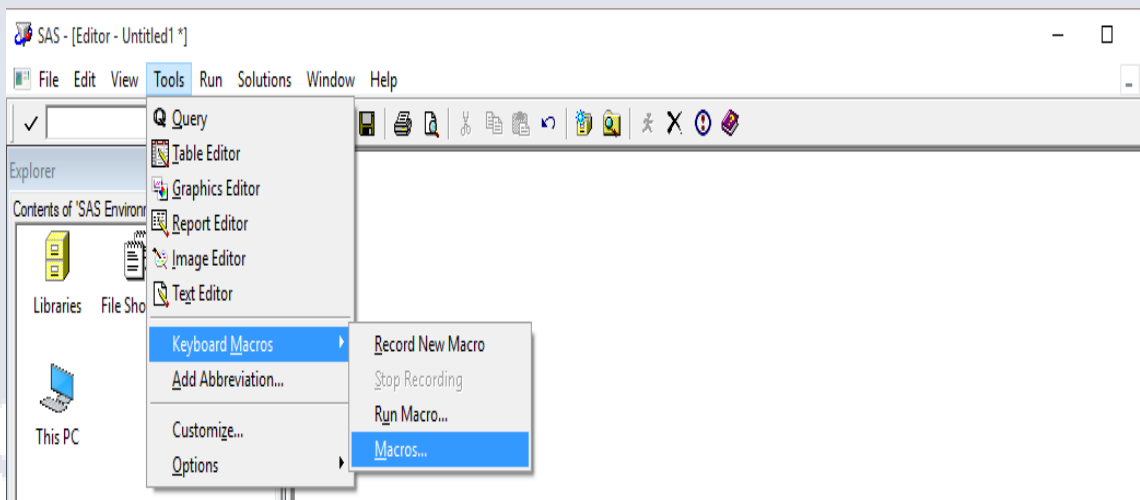 SAS - [Editor - Untitled1 *]
File Edit View Tools Run Solutions Window Help
Q Query
Table Editor
Explorer
Graphics Editor
Contents of 'SAS Environ
Report Editor
Image Editor
Text Editor
Libraries File Sho
Keyboard Macros
Record New Macro
Add Abbreviation...
Stop Recording
Run Macro...
This PC
Customize...
Macros...
Options